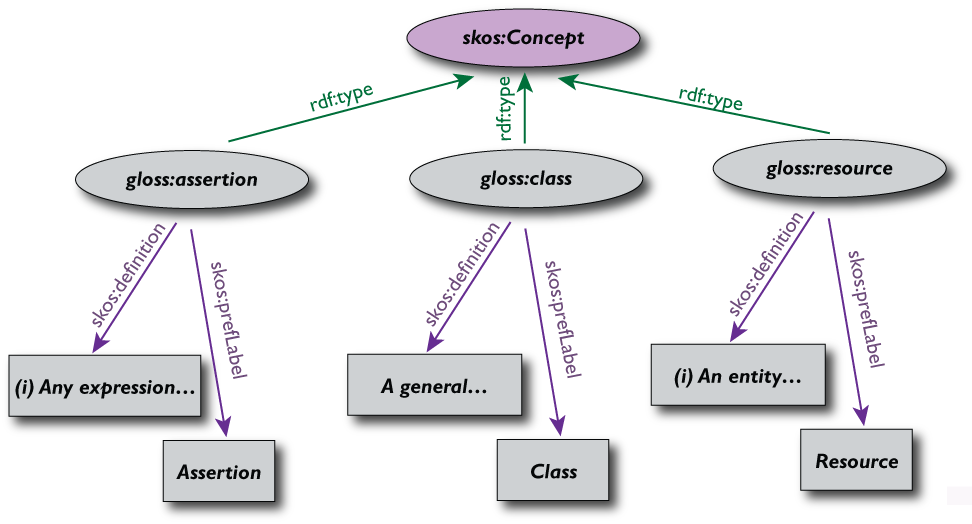 skos:Concept
rdf:type
rdf:type
rdf:type
gloss:assertion
gloss:class
gloss:resource
skos:definition
skos:prefLabel
skos:definition
skos:prefLabel
skos:definition
skos:prefLabel
(i) Any expression…
A general…
(i) An entity…
Assertion
Class
Resource